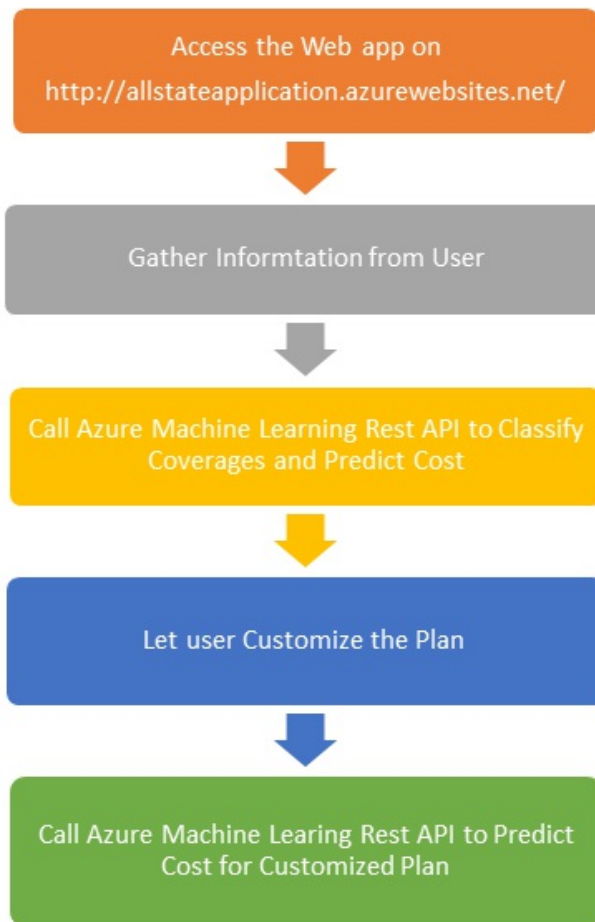 Access the Web app on
http://allstateapplication.azurewebsites.net/
Gather Informtation from User
Call Azure Machine Learning Rest API to Classify
Coverages and Predict Cost
Let user Customize the Plan
Call Azure Machine Learing Rest API to Predict
Cost for Customized Plan